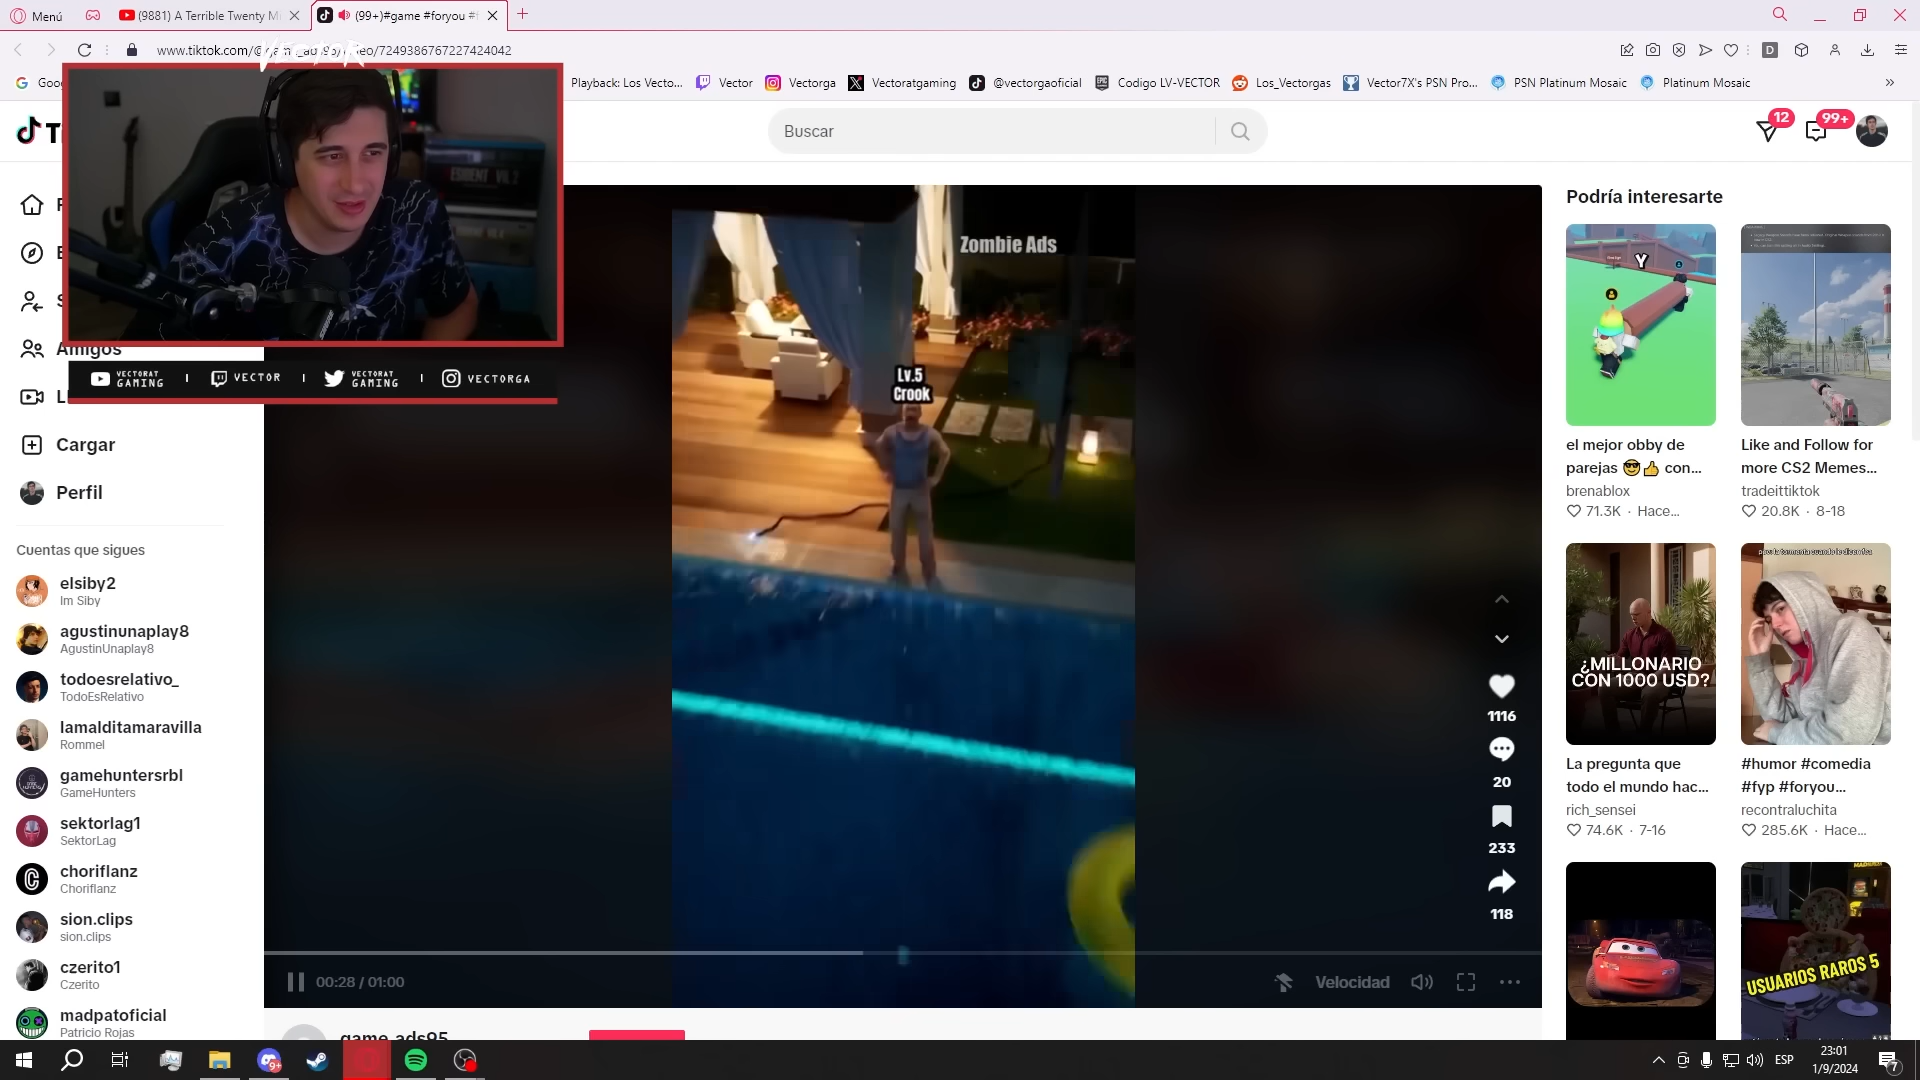 Menú
(9881) A Terrible Twenty Mi
(99+)#game #foryou #f
www.tiktok.com/@game_ads95/video/7249386767227424042
VECTOR
Goo
Playback: Los Vecto...
Vector
Vectorga
Vectoratgaming
@vectorgaoficial
Codigo LV-VECTOR
Los_Vectorgas
Vector7X's PSN Pro...
PSN Platinum Mosaic
Platinum Mosaic
Buscar
12
99+
Amigos
VECTORAT GAMING
VECTOR
VECTORAT GAMING
VECTORGA
Cargar
Perfil
Cuentas que sigues
elsiby2
Im Siby
agustinunaplay8
AgustinUnaplay8
todoesrelativo_
TodoEsRelativo
lamalditamaravilla
Rommel
gamehuntersrbl
GameHunters
sektorlag1
SektorLag
choriflanz
Choriflanz
sion.clips
sion.clips
czerito1
Czerito
madpatoficial
Patricio Rojas
Zombie Ads
Lv.5
Crook
1116
20
233
118
00:28 / 01:00
Velocidad
game_ads95
Podría interesarte
Y
el mejor obby de
parejas 😎👍 con...
brenablox
71.3K · Hace...
Like and Follow for
more CS2 Memes...
tradeittiktok
20.8K · 8-18
¿MILLONARIO
CON 1000 USD?
La pregunta que
todo el mundo hac...
rich_sensei
74.6K · 7-16
#humor #comedia
#fyp #foryou...
recontraluchita
285.6K · Hace...
USUARIOS RAROS 5
ESP
23:01
1/9/2024
7